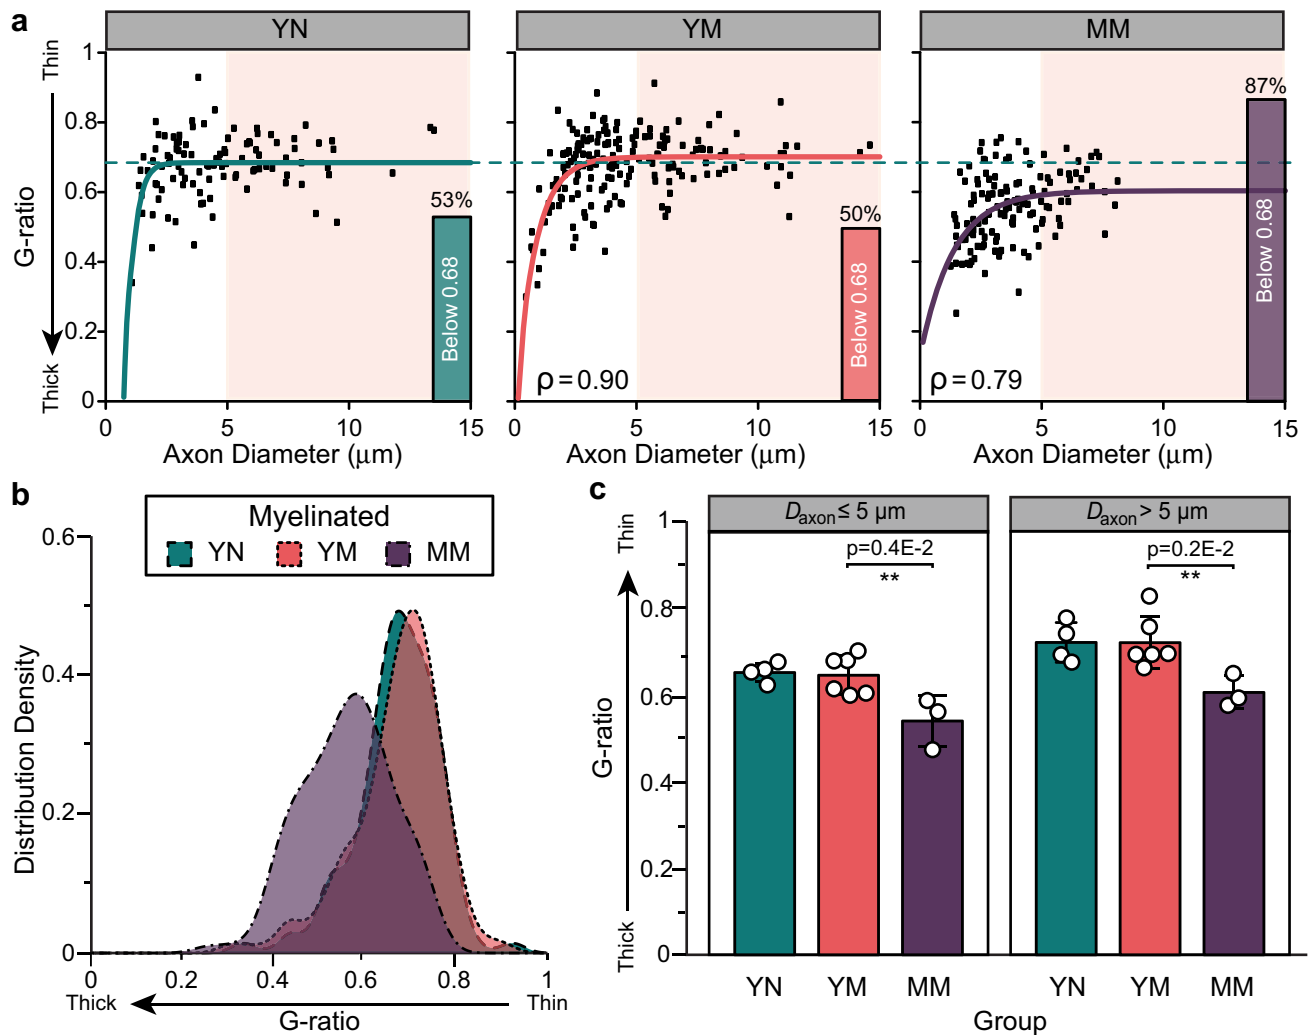 a
YN
YM
MM
G-ratio
Thin
Thick
1
0.8
0.6
0.4
0.2
0
53%
Below 0.68
50%
Below 0.68
87%
Below 0.68
ρ=0.90
ρ=0.79
0 5 10 15
0 5 10 15
0 5 10 15
Axon Diameter (μm)
Axon Diameter (μm)
Axon Diameter (μm)
b
Myelinated
YN YM MM
Distribution Density
0.6
0.4
0.2
0
0 0.2 0.4 0.6 0.8 1
Thick Thin
G-ratio
c
D axon ≤ 5 μm
D axon > 5 μm
p=0.4E-2
**
p=0.2E-2
**
G-ratio
Thin
Thick
1
0.8
0.6
0.4
0.2
0
YN YM MM
YN YM MM
Group